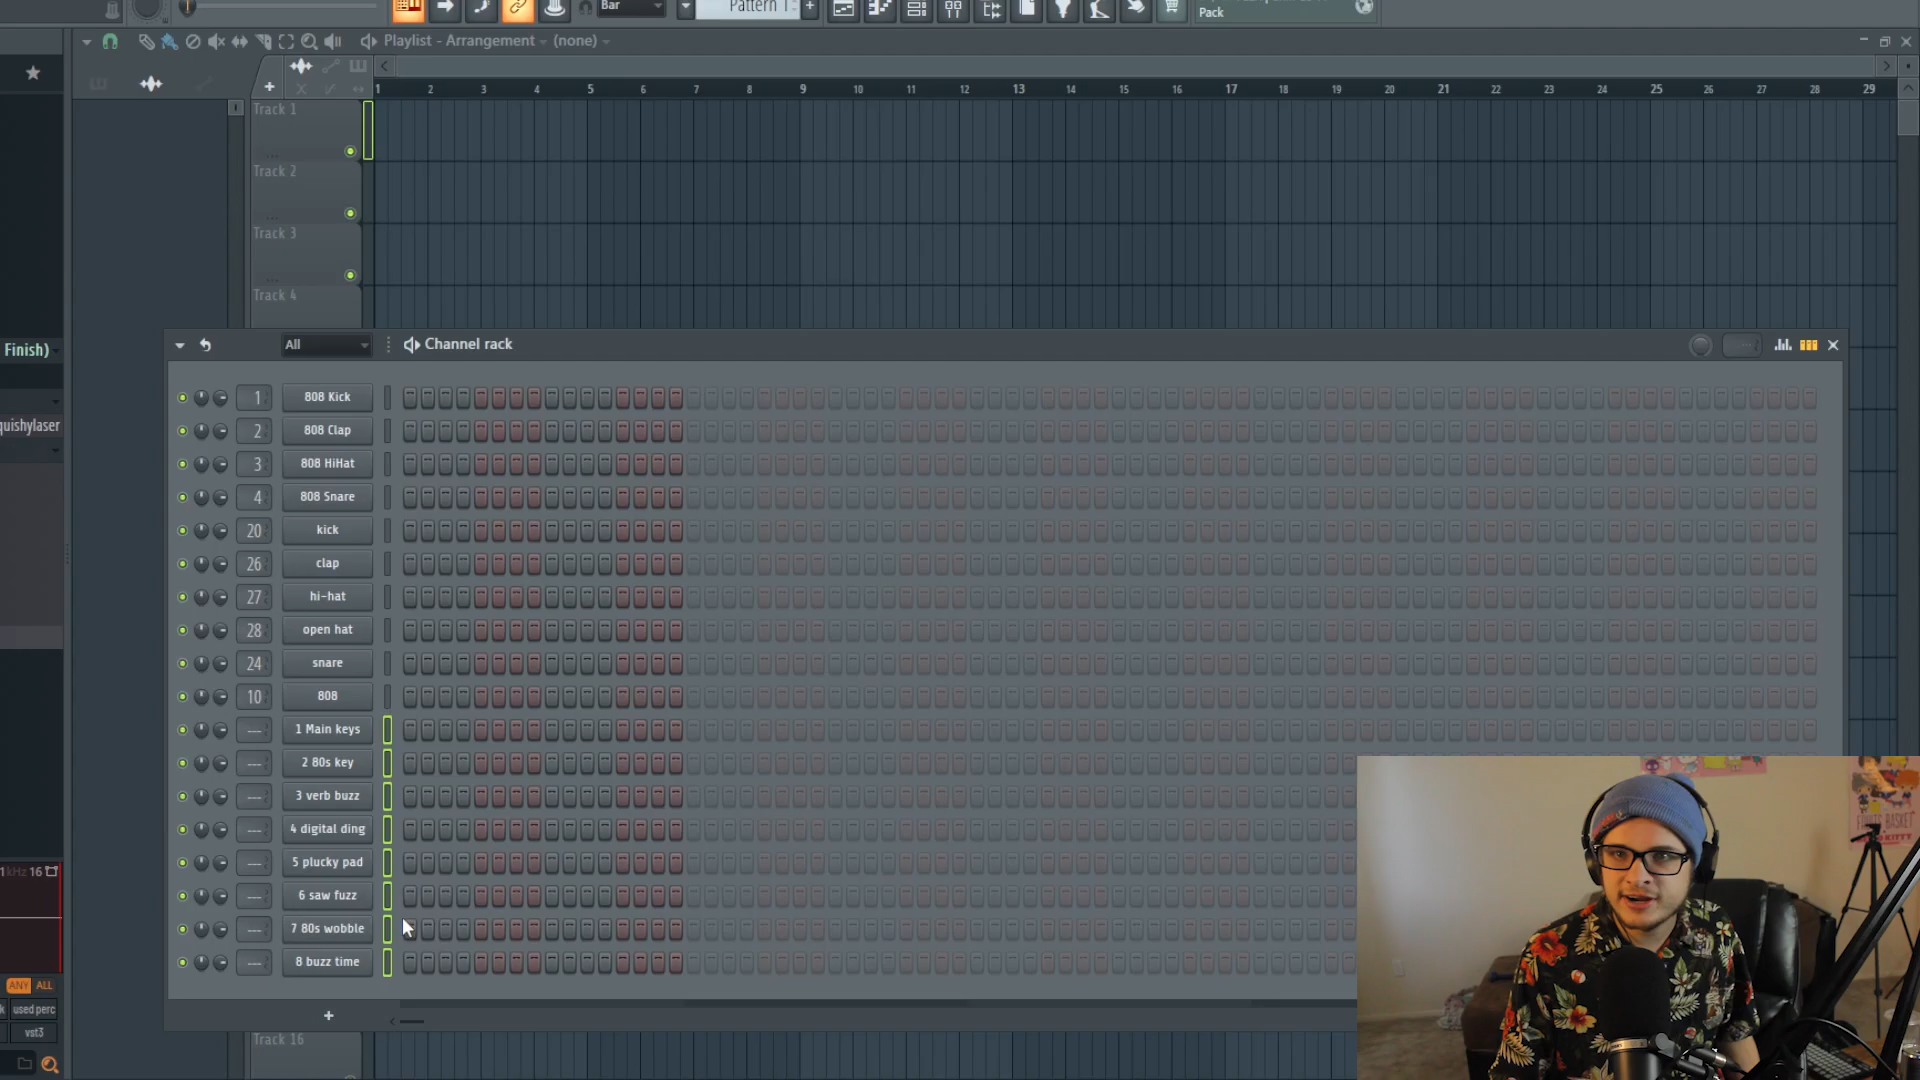 Bar
Pattern 1
Pack
Playlist - Arrangement
(none)
1 2 3 4 5 6 7 8 9 10 11 12 13 14 15 16 17 18 19 20 21 22 23 24 25 26 27 28 29
Track 1
Track 2
Track 3
Track 4
Finish)
All
Channel rack
1 808 Kick
2 808 Clap
quishylaser
3 808 HiHat
4 808 Snare
20 kick
26 clap
27 hi-hat
28 open hat
24 snare
10 808
1 Main keys
2 80s key
3 verb buzz
4 digital ding
5 plucky pad
1kHz 16
6 saw fuzz
7 80s wobble
8 buzz time
ANY ALL
k used perc
vst3
Track 16
FRUITS BASKET